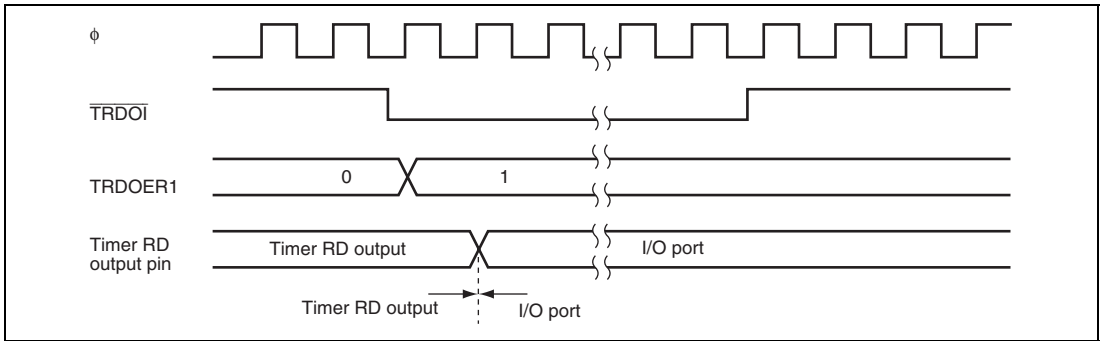 ϕ
TRDOI
TRDOER1
0
1
Timer RD
output pin
Timer RD output
I/O port
Timer RD output
I/O port